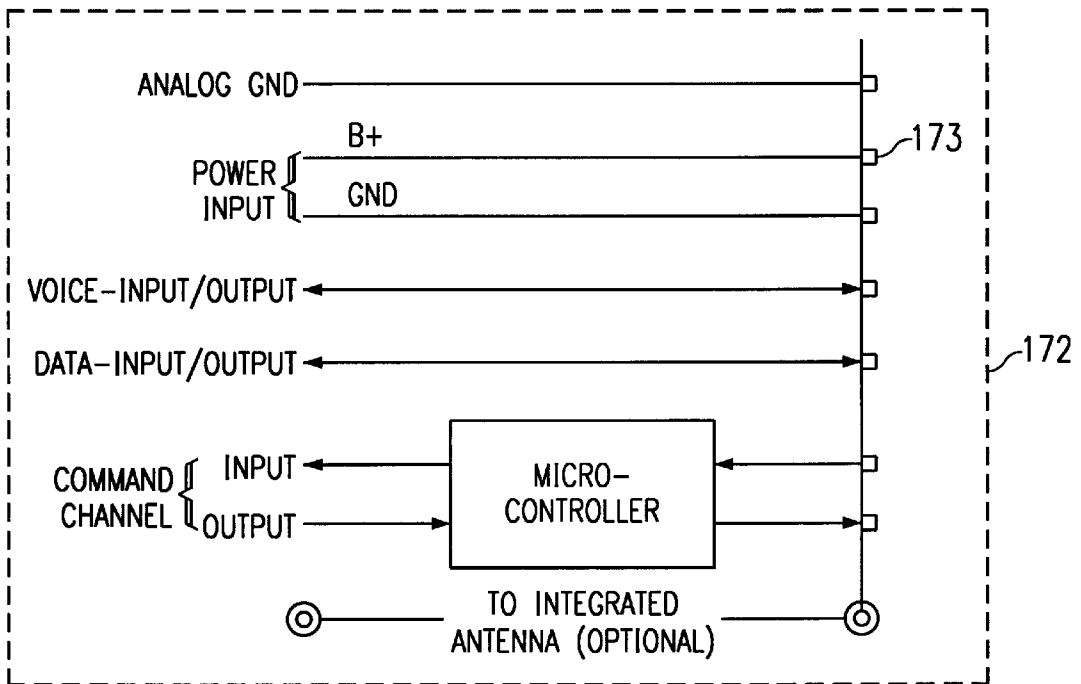 ANALOG GND
B+
173
POWER
INPUT
GND
VOICE-INPUT/OUTPUT
DATA-INPUT/OUTPUT
172
COMMAND
CHANNEL
INPUT
OUTPUT
MICRO-
CONTROLLER
TO INTEGRATED
ANTENNA (OPTIONAL)